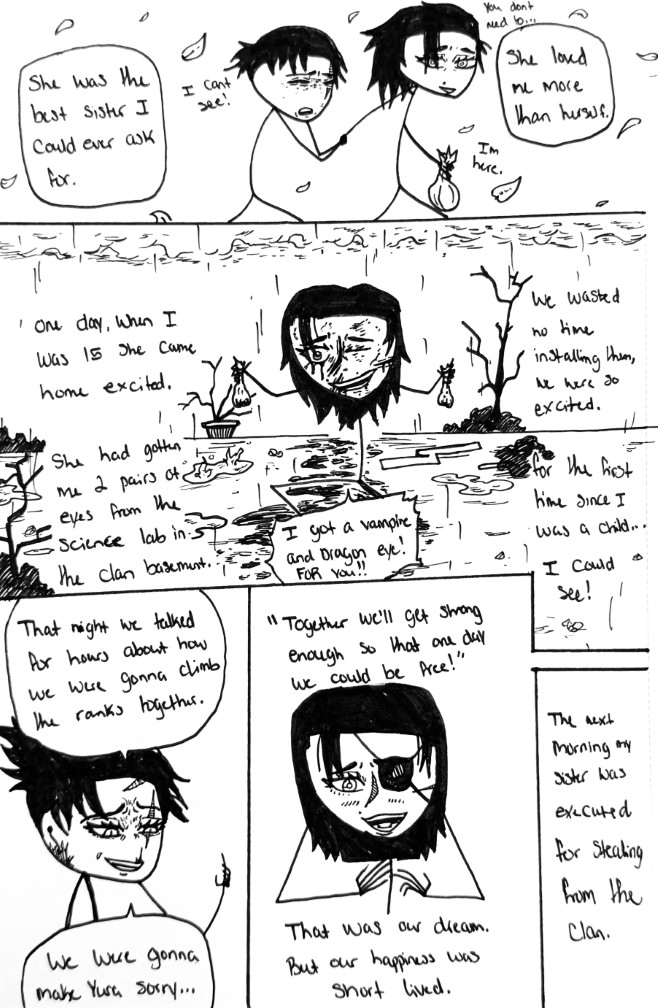 She was the
best sister I
could ever ask
for.
I cant
see!
You dont
need to...
She loved
me more
than herself.
I'm
here.
One day, when I
was 15 she came
home excited.
We wasted
no time
installing them,
we were so
excited.
She had gotten
me 2 pairs of
eyes from the
science lab in
the clan basement.
I got a vampire
and Dragon eye!
FOR you!!
for the first
time since I
was a child...
I could
see!
That night we talked
for hours about how
we were gonna climb
the ranks together.
We were gonna
make Yura sorry...
"Together we'll get strong
enough so that one day
we could be free!"
That was our dream.
But our happiness was
short lived.
The next
morning my
sister was
executed
for stealing
from the
clan.